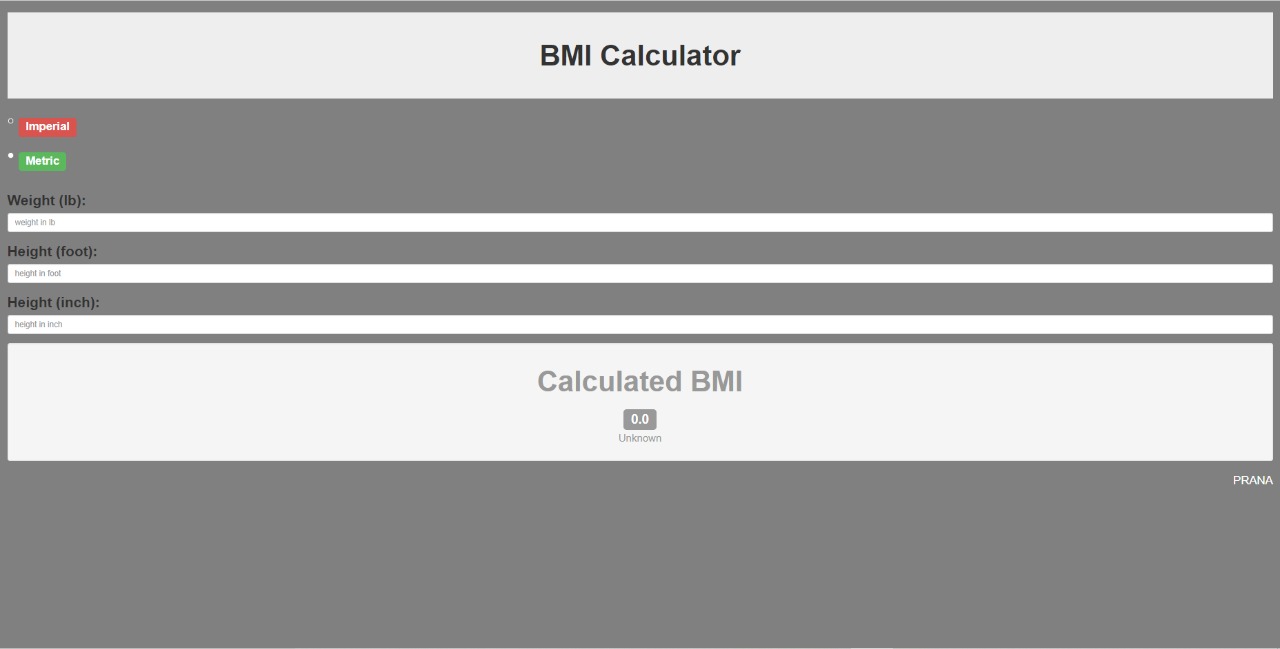 BMI Calculator
Imperial
Metric
Weight (lb):
weight in lb
Height (foot):
height in foot
Height (inch):
height in inch
Calculated BMI
0.0
Unknown
PRANA